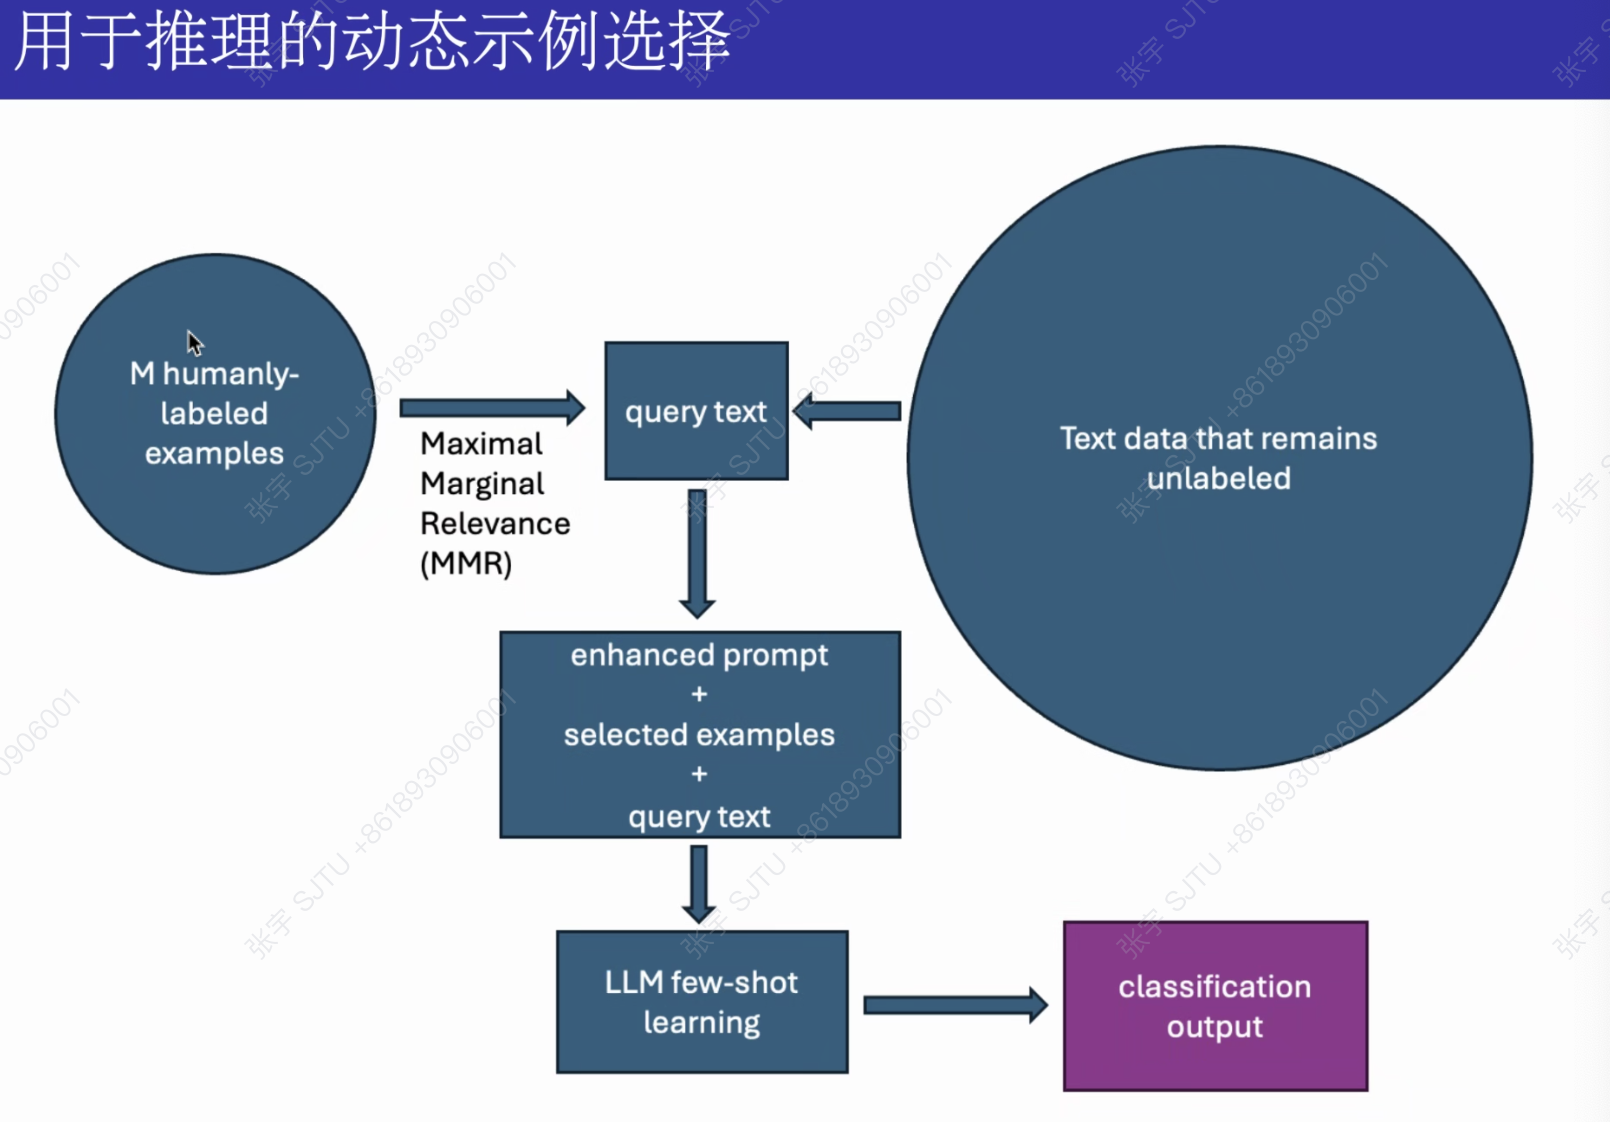 用于推理的动态示例选择
M humanly-
labeled
examples
Maximal
Marginal
Relevance
(MMR)
query text
Text data that remains
unlabeled
enhanced prompt
+
selected examples
+
query text
LLM few-shot
learning
classification
output
张宇 SJTU +8618930906001